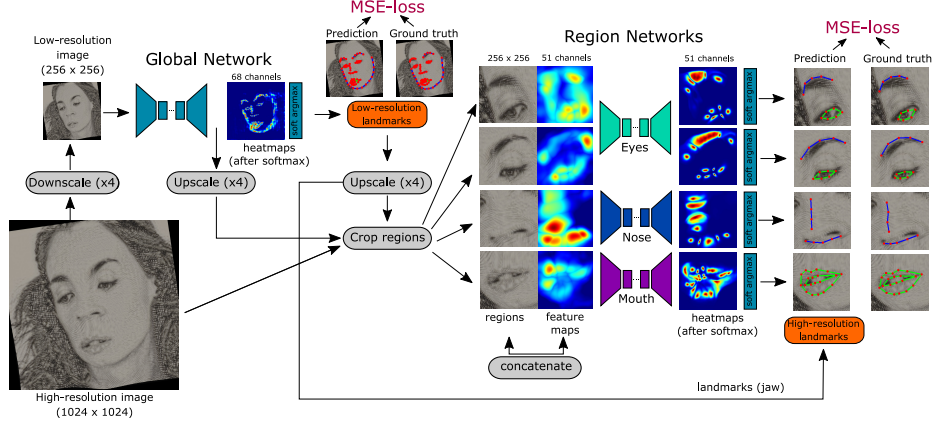 MSE-loss
Prediction
Ground truth
Low-resolution
image
(256 x 256)
Global Network
68 channels
soft argmax
heatmaps
(after softmax)
Low-resolution
landmarks
Downscale (x4)
Upscale (x4)
Upscale (x4)
Crop regions
High-resolution image
(1024 x 1024)
Region Networks
256 x 256
51 channels
51 channels
Eyes
Nose
Mouth
soft argmax
soft argmax
soft argmax
soft argmax
regions
feature
maps
heatmaps
(after softmax)
concatenate
MSE-loss
Prediction
Ground truth
High-resolution
landmarks
landmarks (jaw)